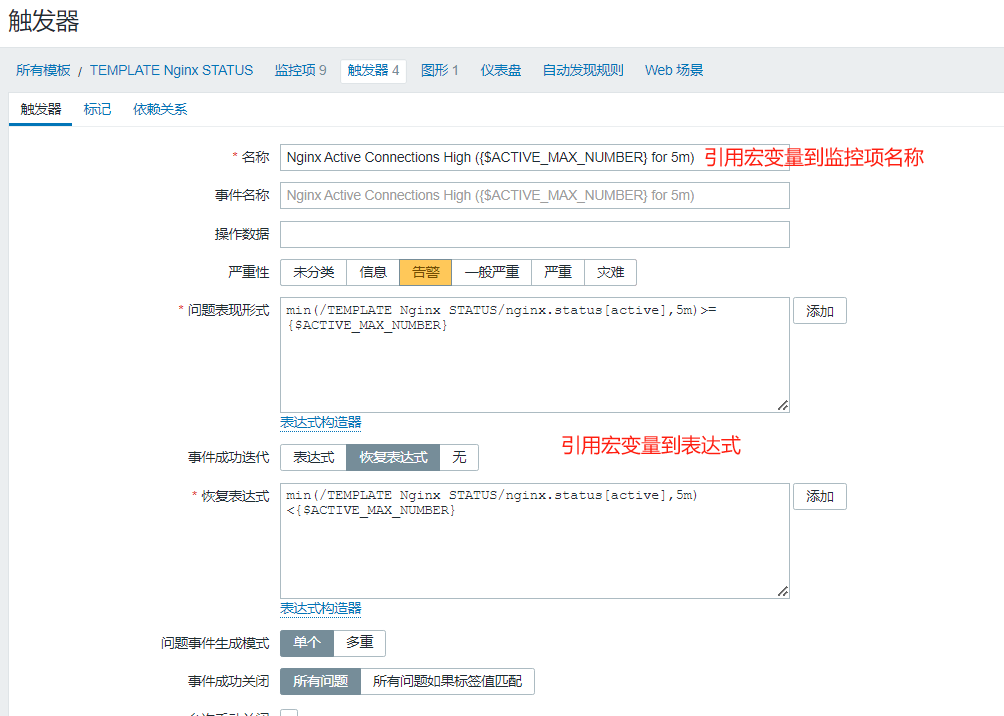 触发器
所有模板 / TEMPLATE Nginx STATUS 监控项 9 触发器 4 图形 1 仪表盘 自动发现规则 Web 场景
触发器 标记 依赖关系
* 名称 Nginx Active Connections High ({$ACTIVE_MAX_NUMBER} for 5m) 引用宏变量到监控项名称
事件名称 Nginx Active Connections High ({$ACTIVE_MAX_NUMBER} for 5m)
操作数据
严重性 未分类 信息 告警 一般严重 严重 灾难
* 问题表现形式 min(/TEMPLATE Nginx STATUS/nginx.status[active],5m)>= 添加
{$ACTIVE_MAX_NUMBER}
表达式构造器
引用宏变量到表达式
事件成功迭代 表达式 恢复表达式 无
* 恢复表达式 min(/TEMPLATE Nginx STATUS/nginx.status[active],5m) 添加
<{$ACTIVE_MAX_NUMBER}
表达式构造器
问题事件生成模式 单个 多重
事件成功关闭 所有问题 所有问题如果标签值匹配